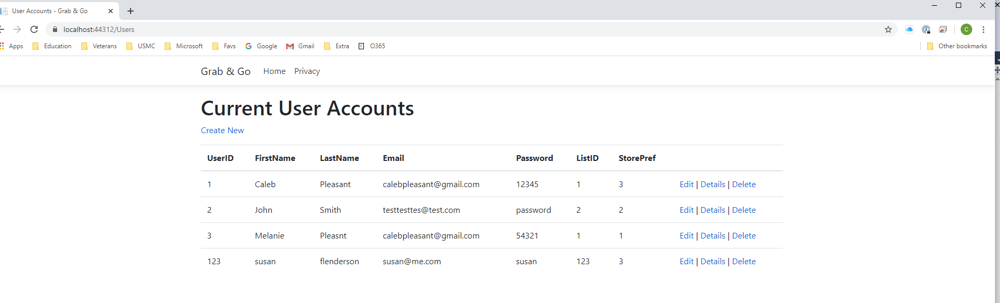 User Accounts - Grab & Go
localhost:44312/Users
C
Apps Education Veterans USMC Microsoft Favs Google Gmail Extra O365 Other bookmarks
Grab & Go Home Privacy
Current User Accounts
Create New
UserID FirstName LastName Email Password ListID StorePref
1 Caleb Pleasant calebpleasant@gmail.com 12345 1 3 Edit | Details | Delete
2 John Smith testtesttes@test.com password 2 2 Edit | Details | Delete
3 Melanie Pleasnt calebpleasant@gmail.com 54321 1 1 Edit | Details | Delete
123 susan flenderson susan@me.com susan 123 3 Edit | Details | Delete